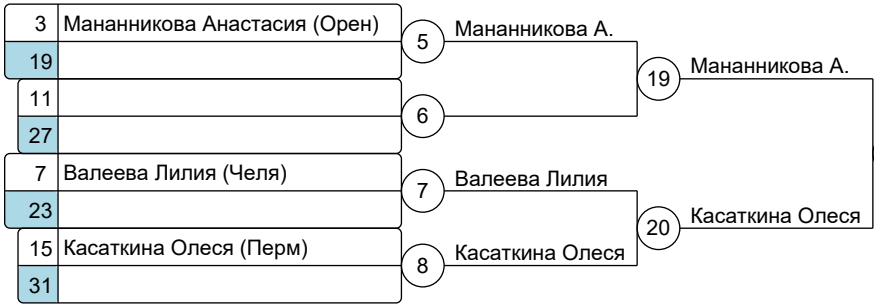 3 Мананникова Анастасия (Орен)
19
5
Мананникова А.
11
27
6
19
Мананникова А.
7 Валеева Лилия (Челя)
23
7
Валеева Лилия
15 Касаткина Олеся (Перм)
31
8
Касаткина Олеся
20
Касаткина Олеся